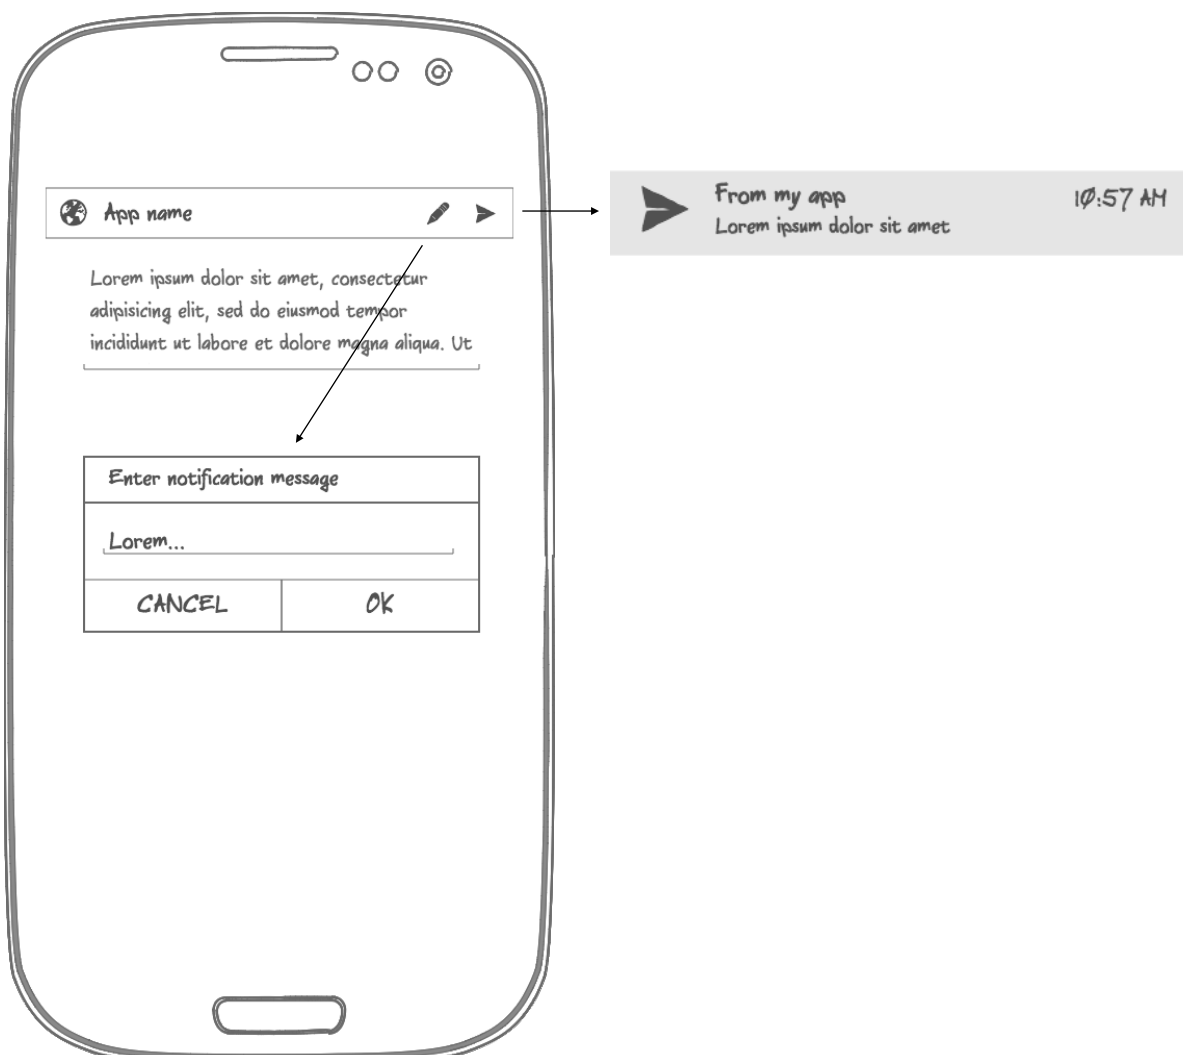 App name
Lorem ipsum dolor sit amet, consectetur
adipisicing elit, sed do eiusmod tempor
incididunt ut labore et dolore magna aliqua. Ut
Enter notification message
Lorem...
CANCEL OK
From my app 10:57 AM
Lorem ipsum dolor sit amet